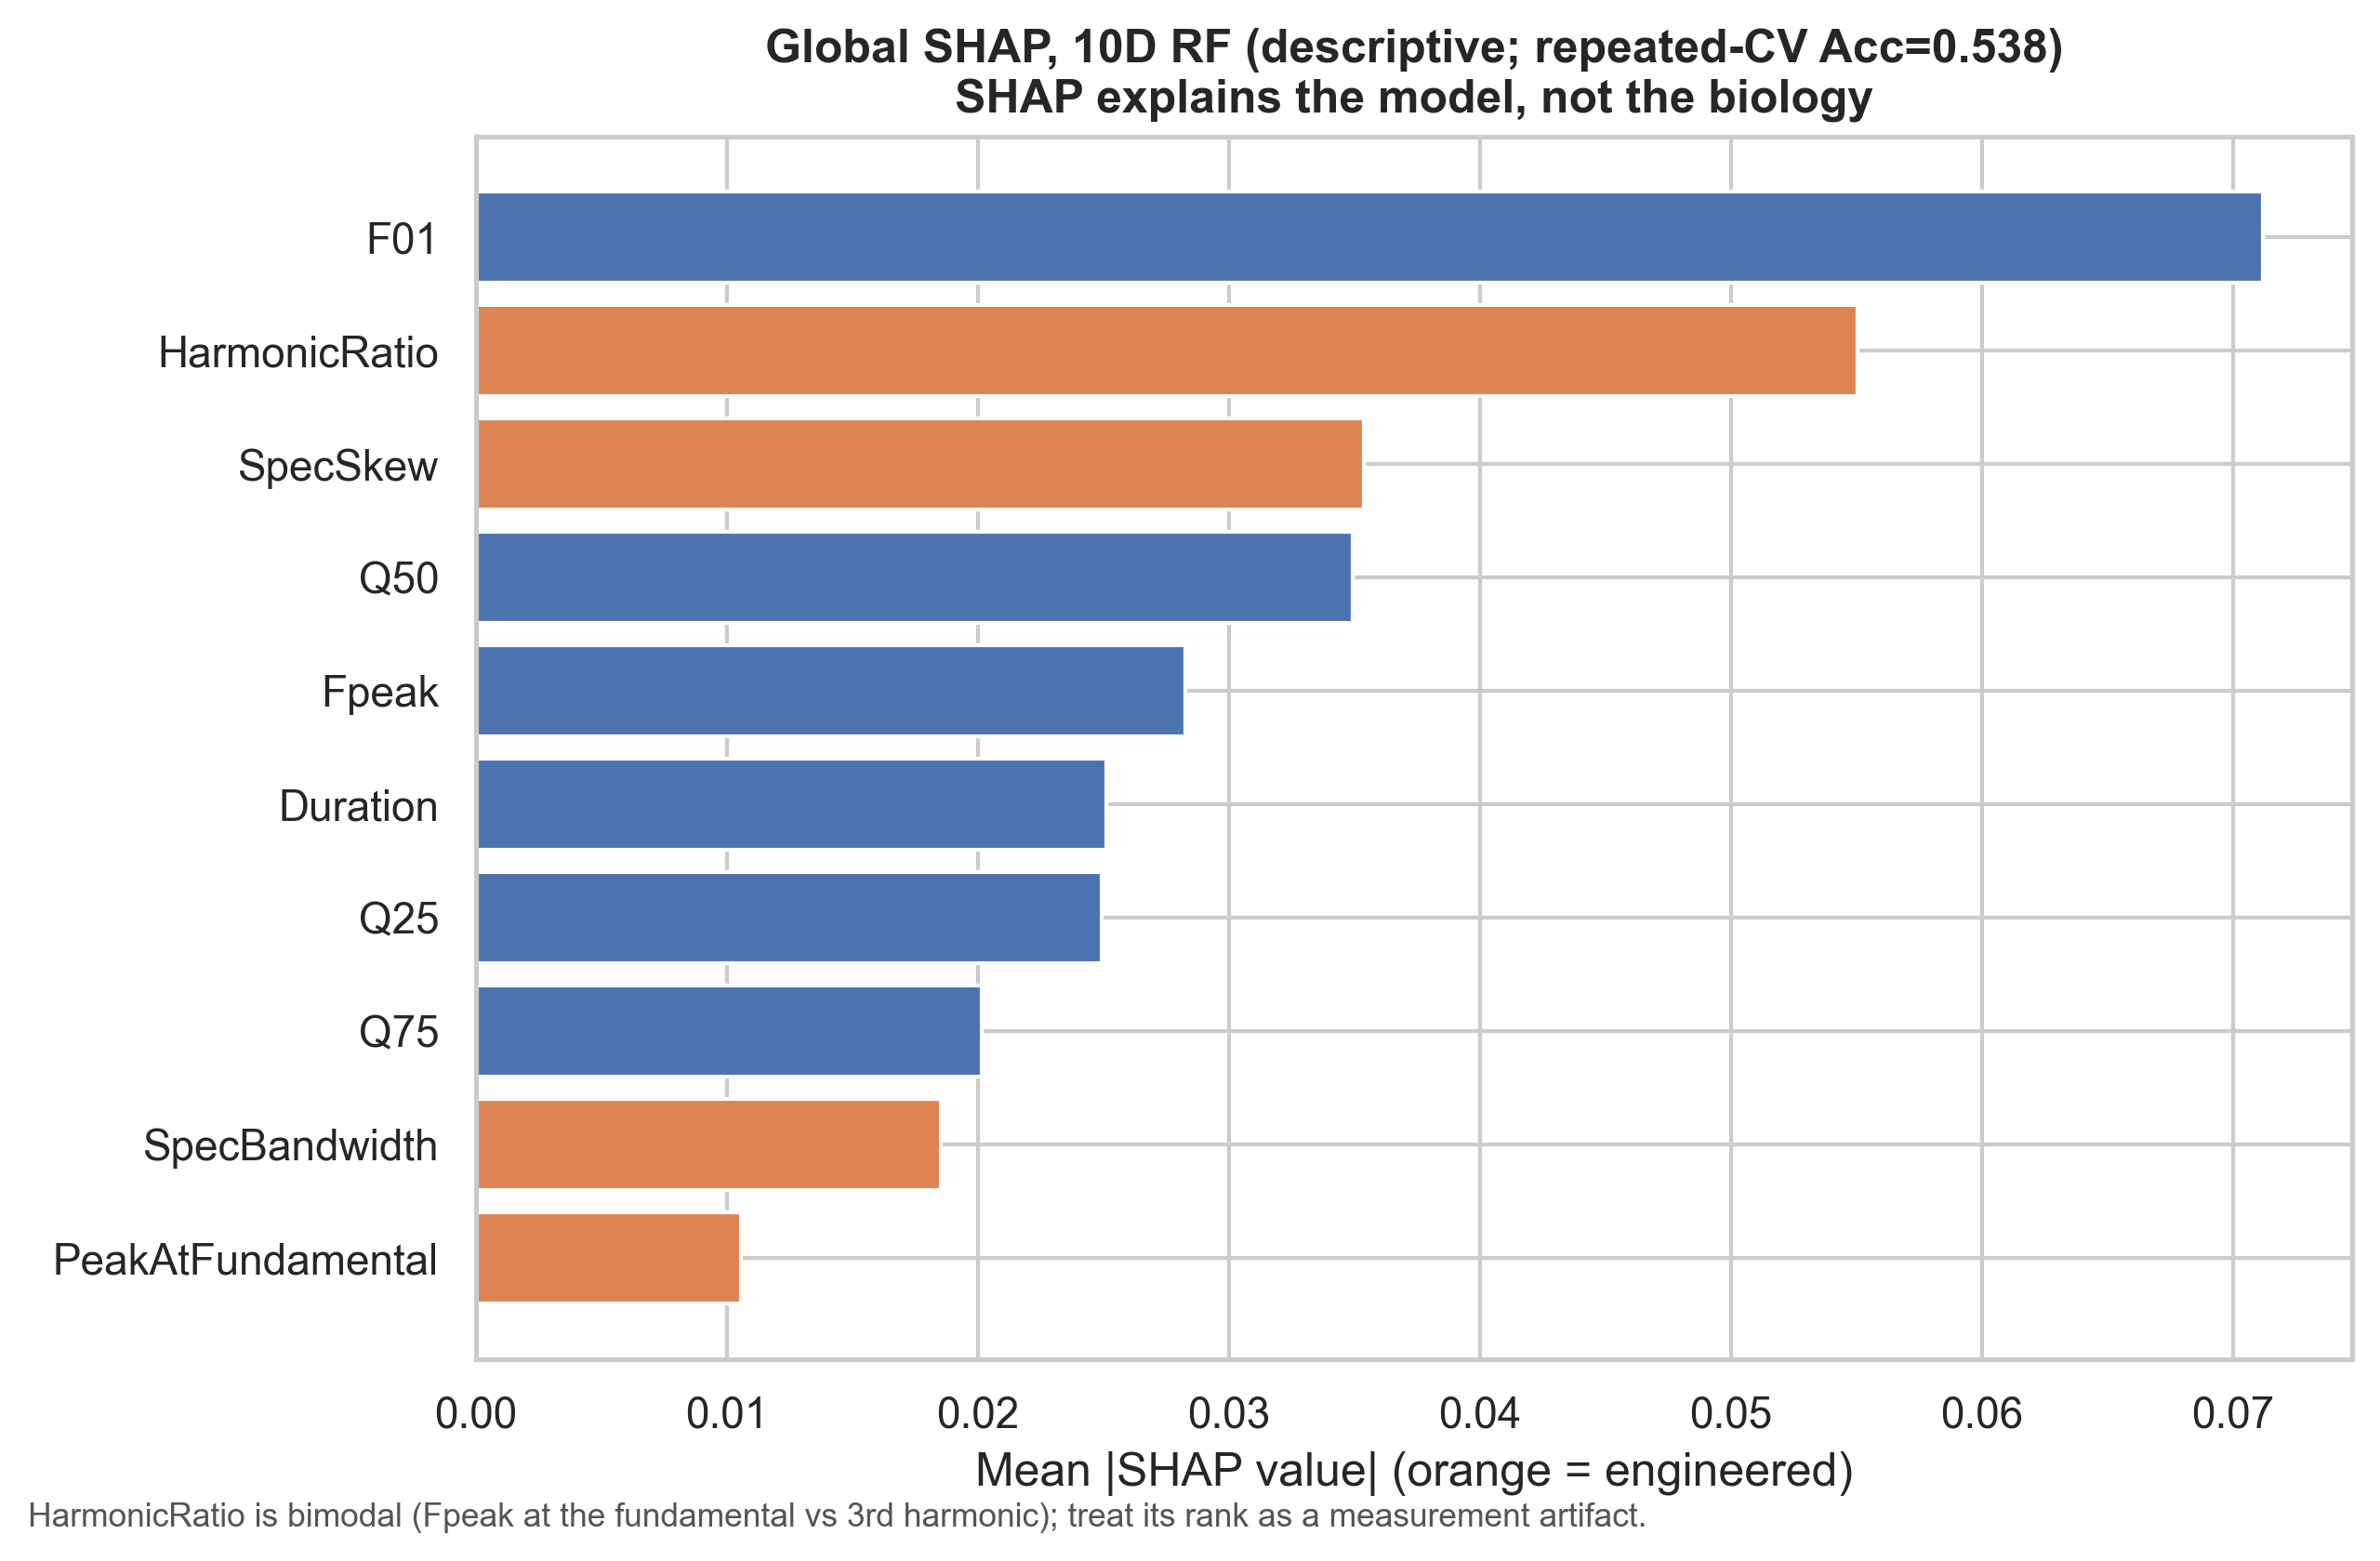 Global SHAP, 10D RF (descriptive; repeated-CV Acc=0.538)
SHAP explains the model, not the biology
F01
HarmonicRatio
SpecSkew
Q50
Fpeak
Duration
Q25
Q75
SpecBandwidth
PeakAtFundamental
0.00 0.01 0.02 0.03 0.04 0.05 0.06 0.07
Mean |SHAP value| (orange = engineered)
HarmonicRatio is bimodal (Fpeak at the fundamental vs 3rd harmonic); treat its rank as a measurement artifact.